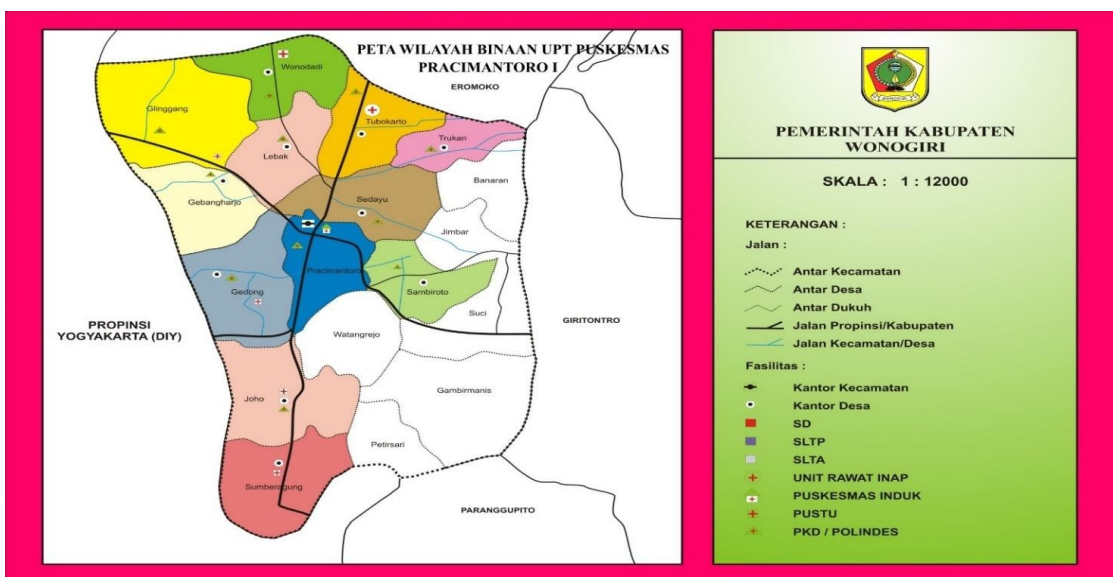 PETA WILAYAH BINAAN UPT PUSKESMAS
PRACIMANTORO I
EROMOKO
Wonodadi
Glinggang
Tubokarto
Trukan
Lebak
Banaran
Gebangharjo
Sedayu
Jimbar
Pracimantoro
Gedong
Sambiroto
Suci
GIRITONTRO
PROPINSI
YOGYAKARTA (DIY)
Watangrejo
Joho
Gambirmanis
Petirsari
Sumberagung
PARANGGUPITO
WONOGIRI
PEMERINTAH KABUPATEN
WONOGIRI
SKALA : 1 : 12000
KETERANGAN :
Jalan :
Antar Kecamatan
Antar Desa
Antar Dukuh
Jalan Propinsi/Kabupaten
Jalan Kecamatan/Desa
Fasilitas :
Kantor Kecamatan
Kantor Desa
SD
SLTP
SLTA
UNIT RAWAT INAP
PUSKESMAS INDUK
PUSTU
PKD / POLINDES